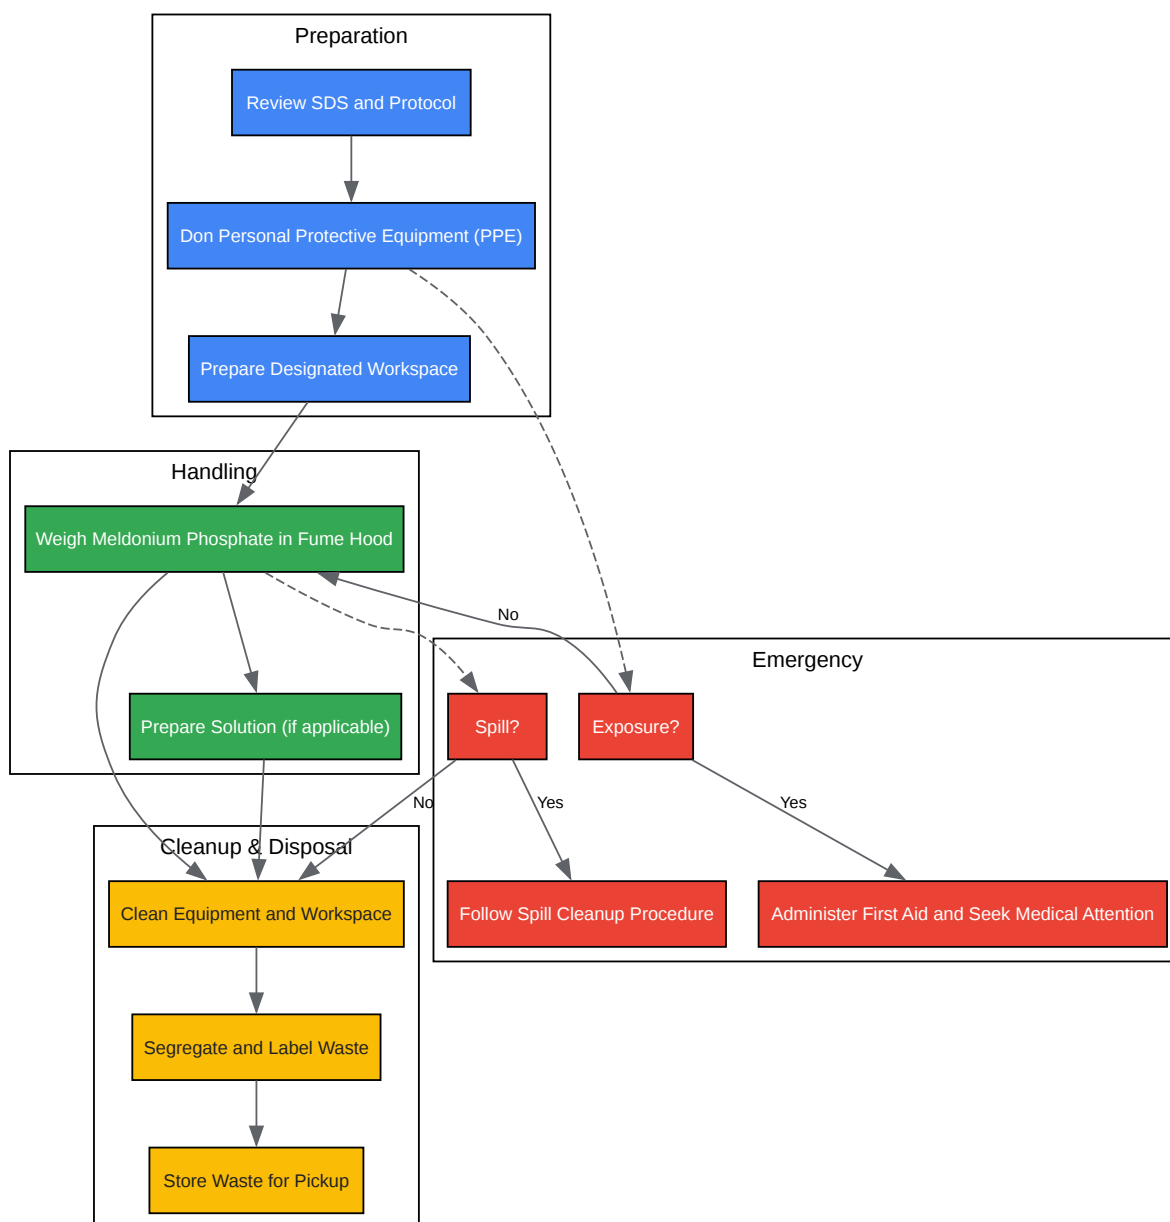 Preparation
Review SDS and Protocol
Don Personal Protective Equipment (PPE)
Prepare Designated Workspace
Handling
Weigh Meldonium Phosphate in Fume Hood
No
Emergency
Prepare Solution (if applicable)
Spill?
Exposure?
No
Yes
Yes
Cleanup & Disposal
Clean Equipment and Workspace
Follow Spill Cleanup Procedure
Administer First Aid and Seek Medical Attention
Segregate and Label Waste
Store Waste for Pickup